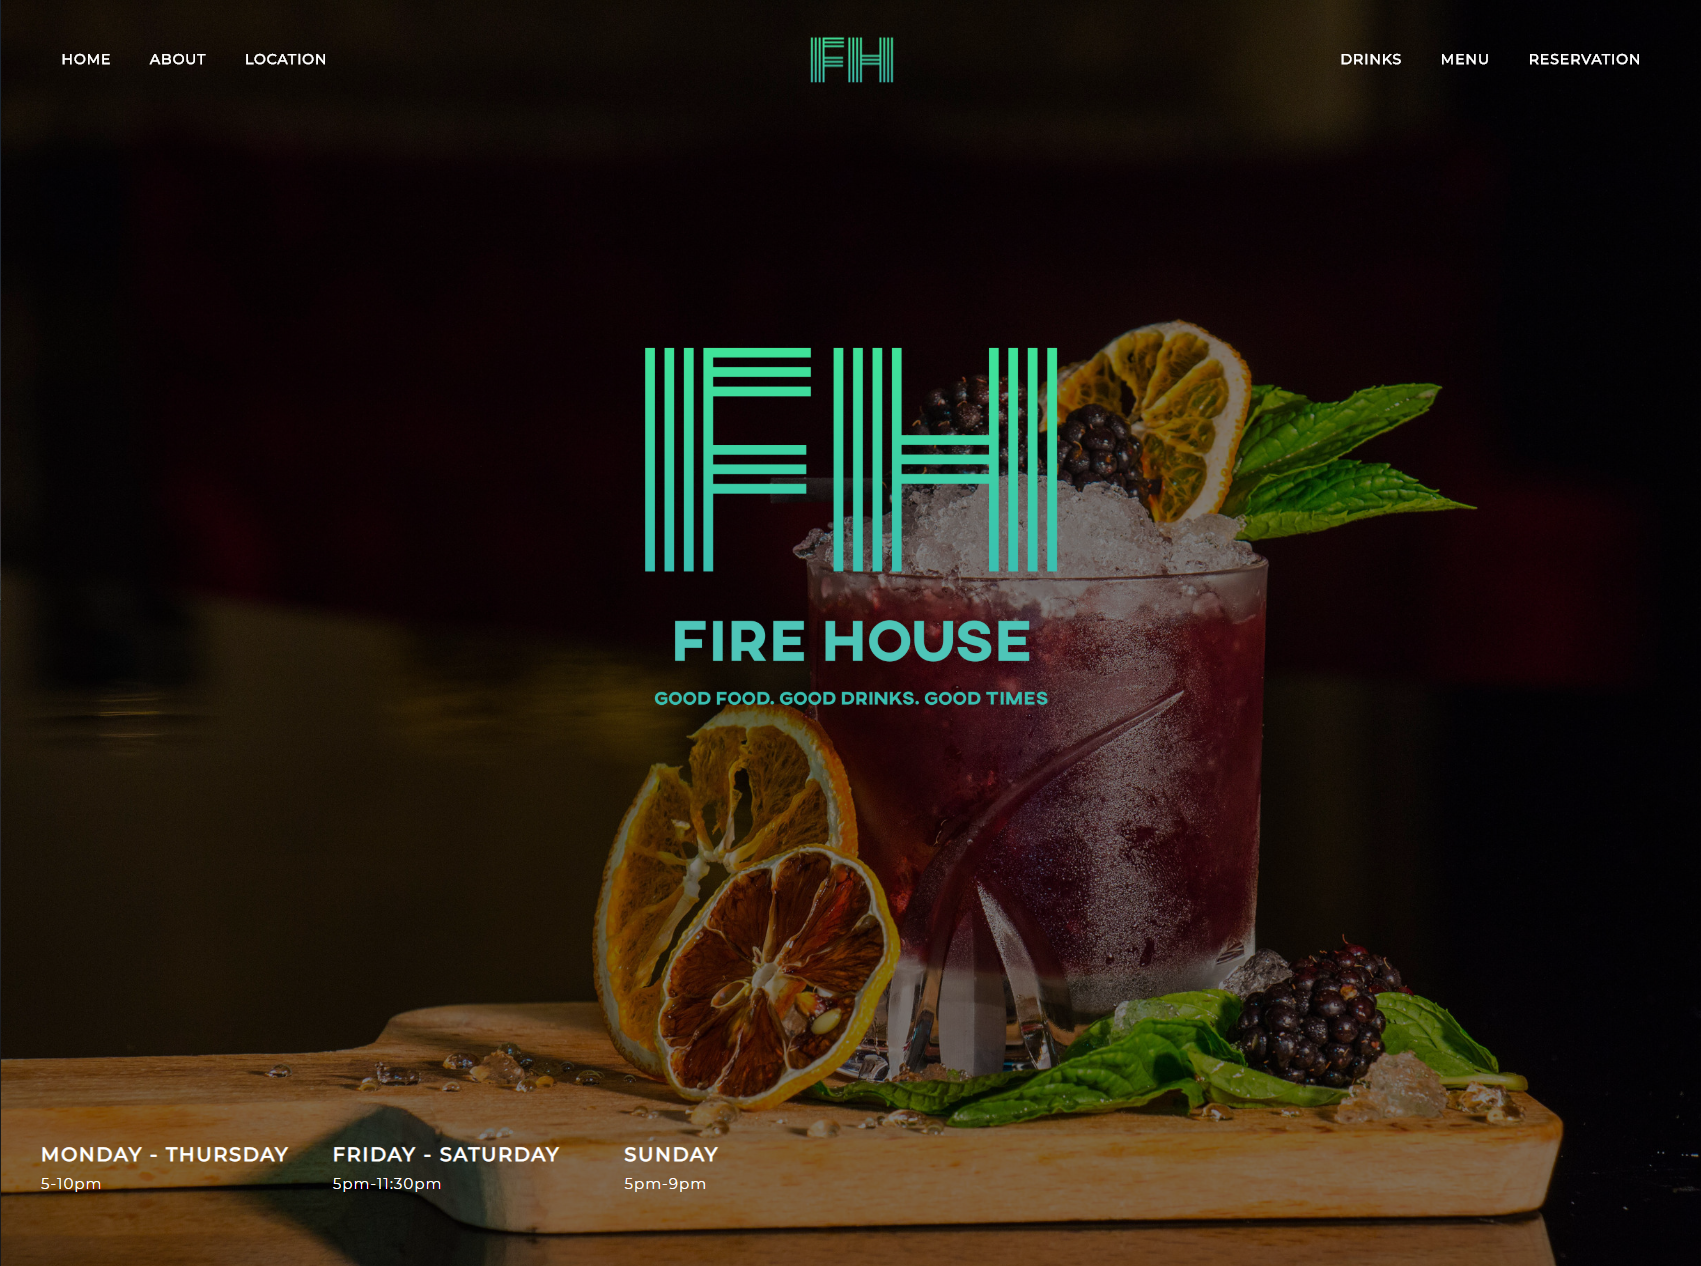 HOME ABOUT LOCATION FH DRINKS MENU RESERVATION
FH
FIRE HOUSE
GOOD FOOD. GOOD DRINKS. GOOD TIMES
MONDAY - THURSDAY FRIDAY - SATURDAY SUNDAY
5-10pm 5pm-11:30pm 5pm-9pm